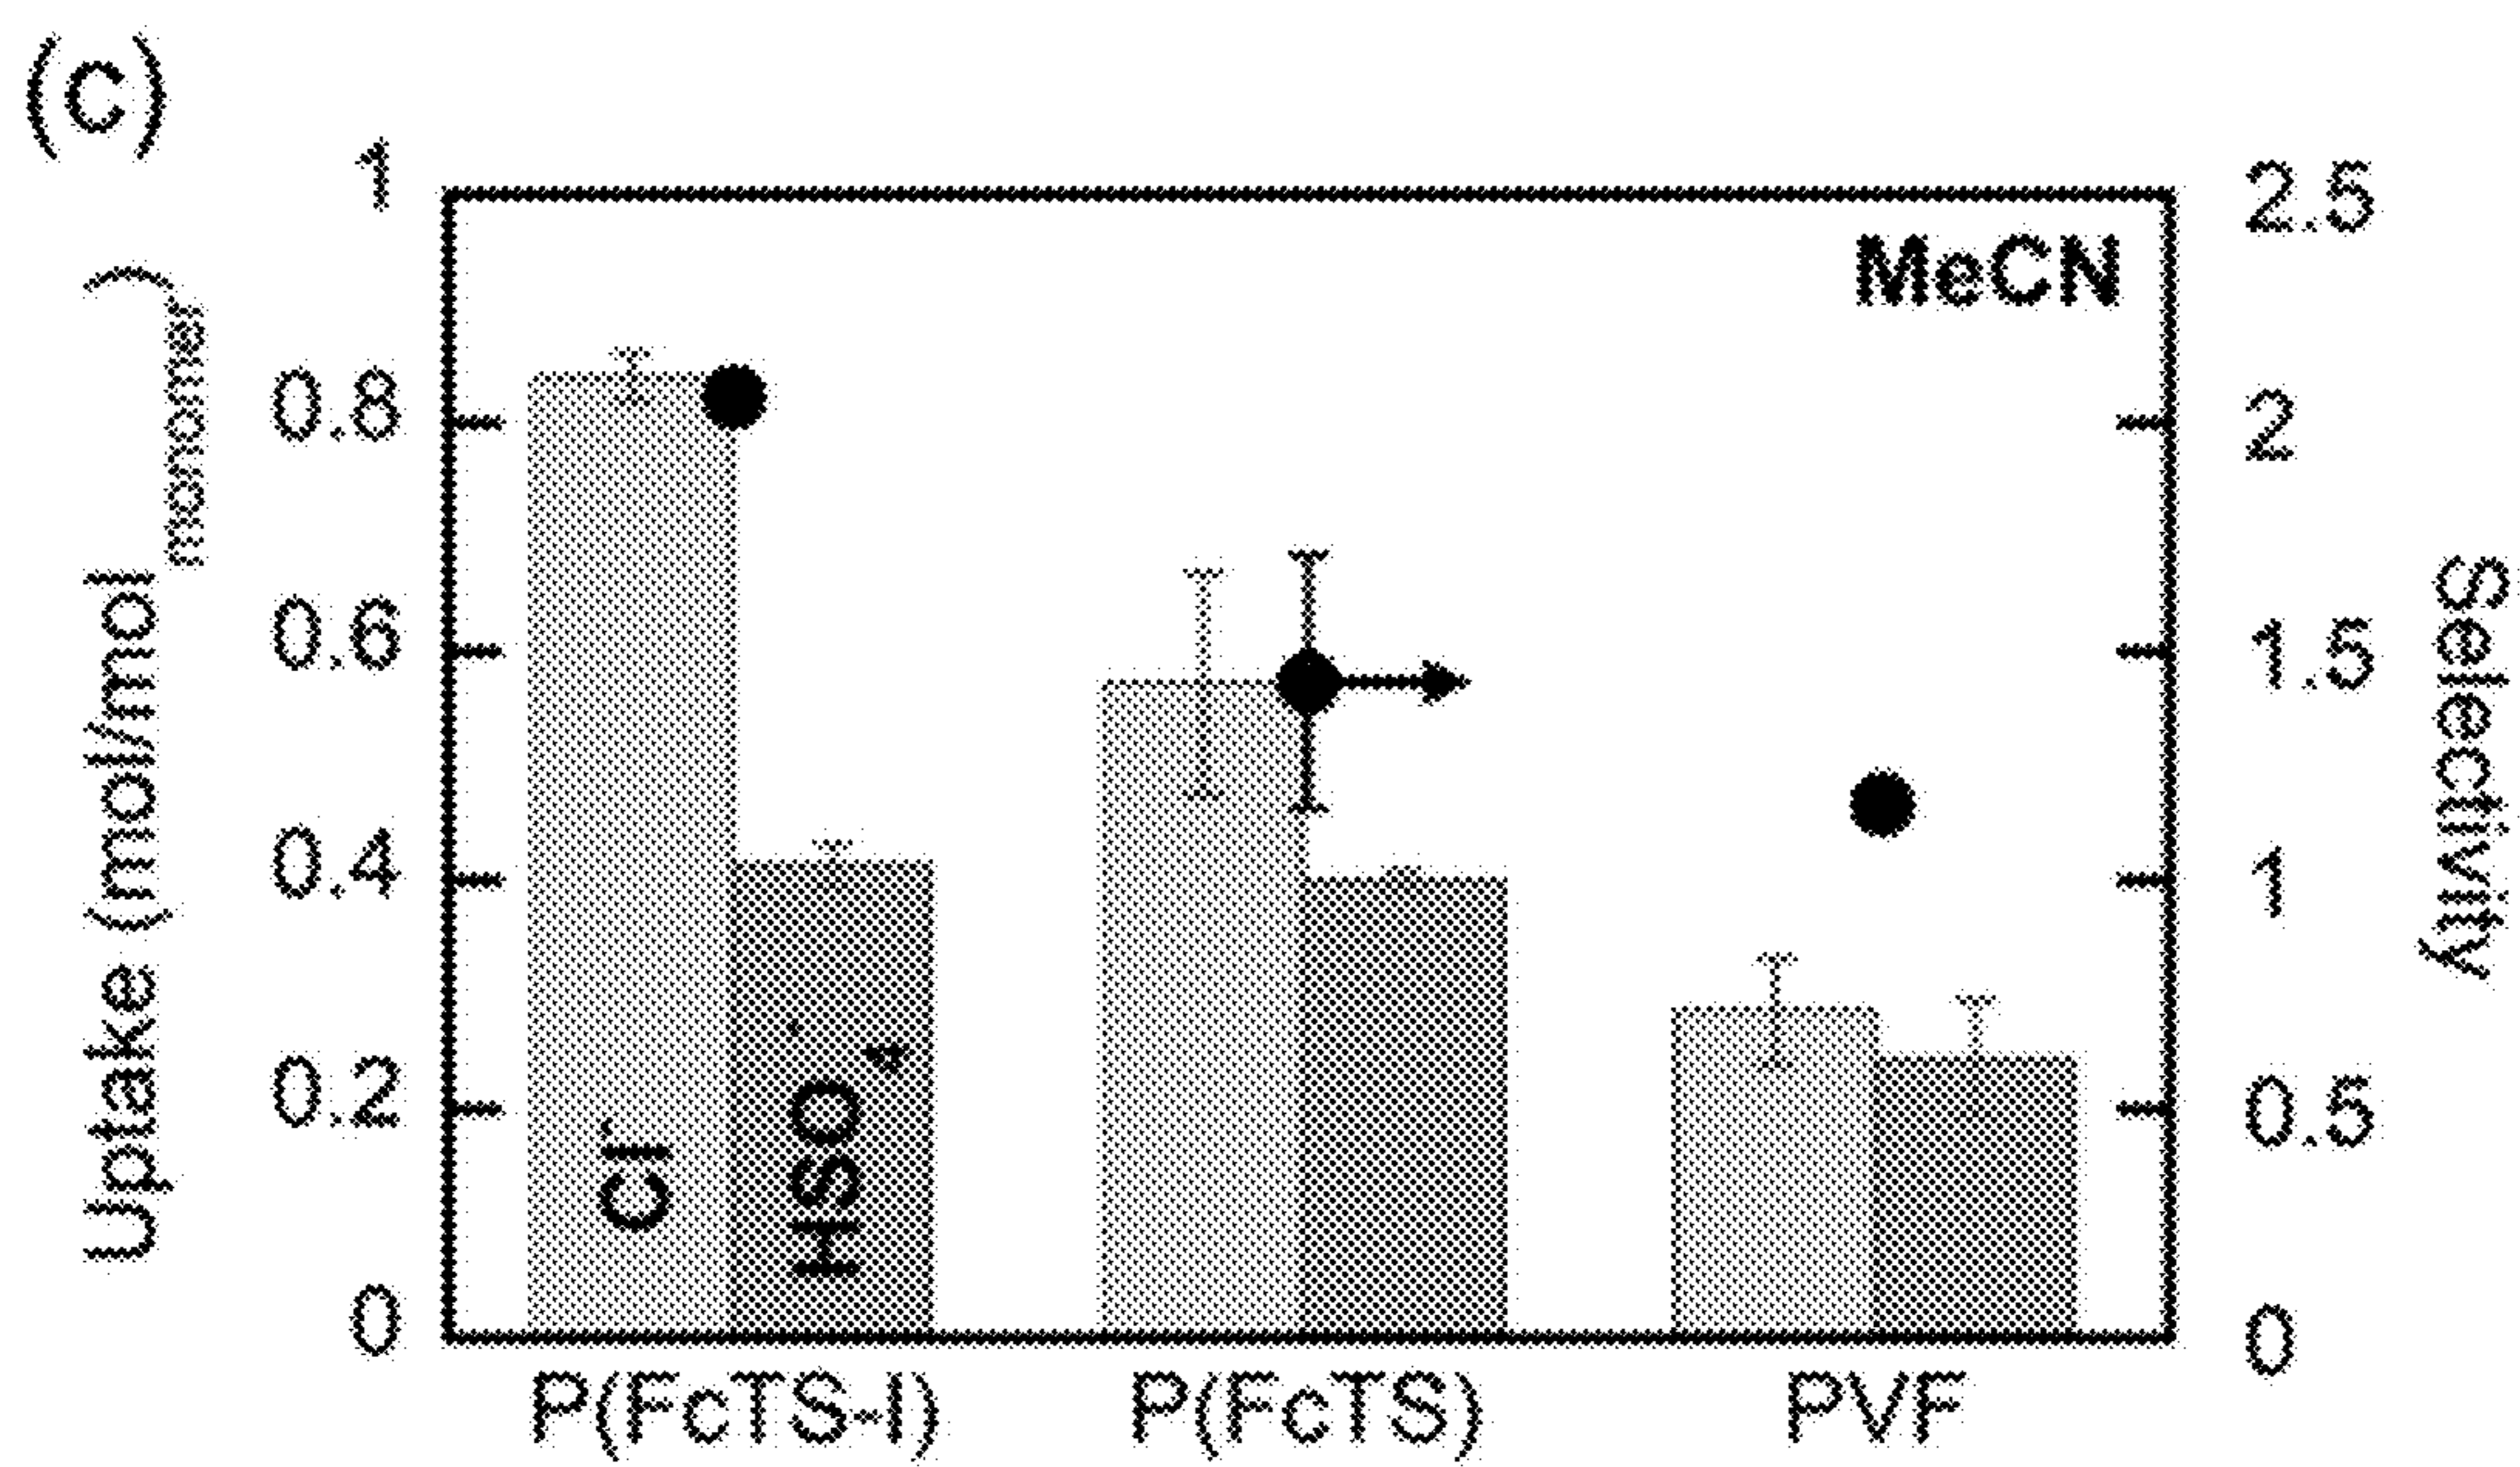 (c)
Uptake (mol/mol monomer)
1
0.8
0.6
0.4
0.2
0
MeCN
Cl-
HSO4-
2.5
2
1.5
1
0.5
0
Selectivity
P(FcTS-I)
P(FcTS)
PVF